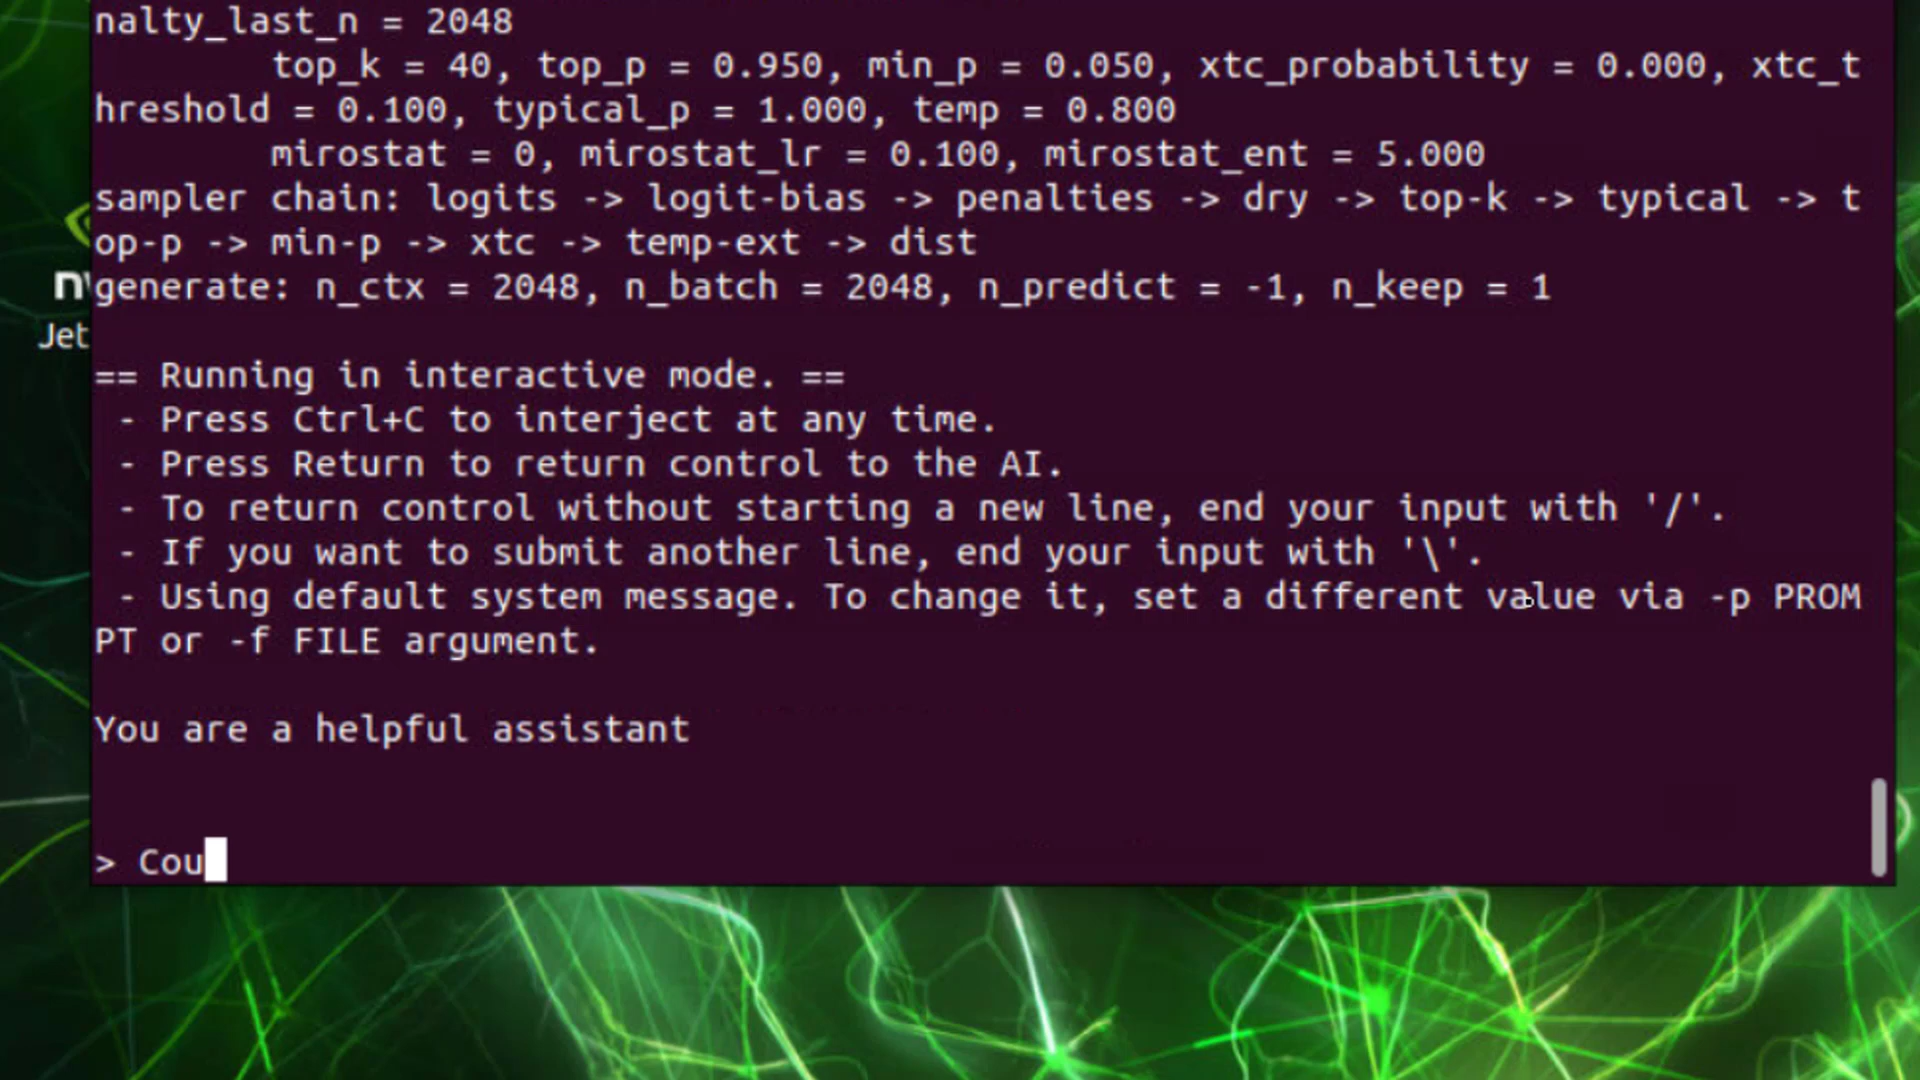 nalty_last_n = 2048
top_k = 40, top_p = 0.950, min_p = 0.050, xtc_probability = 0.000, xtc_t
hreshold = 0.100, typical_p = 1.000, temp = 0.800
mirostat = 0, mirostat_lr = 0.100, mirostat_ent = 5.000
sampler chain: logits -> logit-bias -> penalties -> dry -> top-k -> typical -> t
op-p -> min-p -> xtc -> temp-ext -> dist
generate: n_ctx = 2048, n_batch = 2048, n_predict = -1, n_keep = 1
Jet
== Running in interactive mode. ==
- Press Ctrl+C to interject at any time.
- Press Return to return control to the AI.
- To return control without starting a new line, end your input with '/'.
- If you want to submit another line, end your input with '\'.
- Using default system message. To change it, set a different value via -p PROM
PT or -f FILE argument.
You are a helpful assistant
> Cou